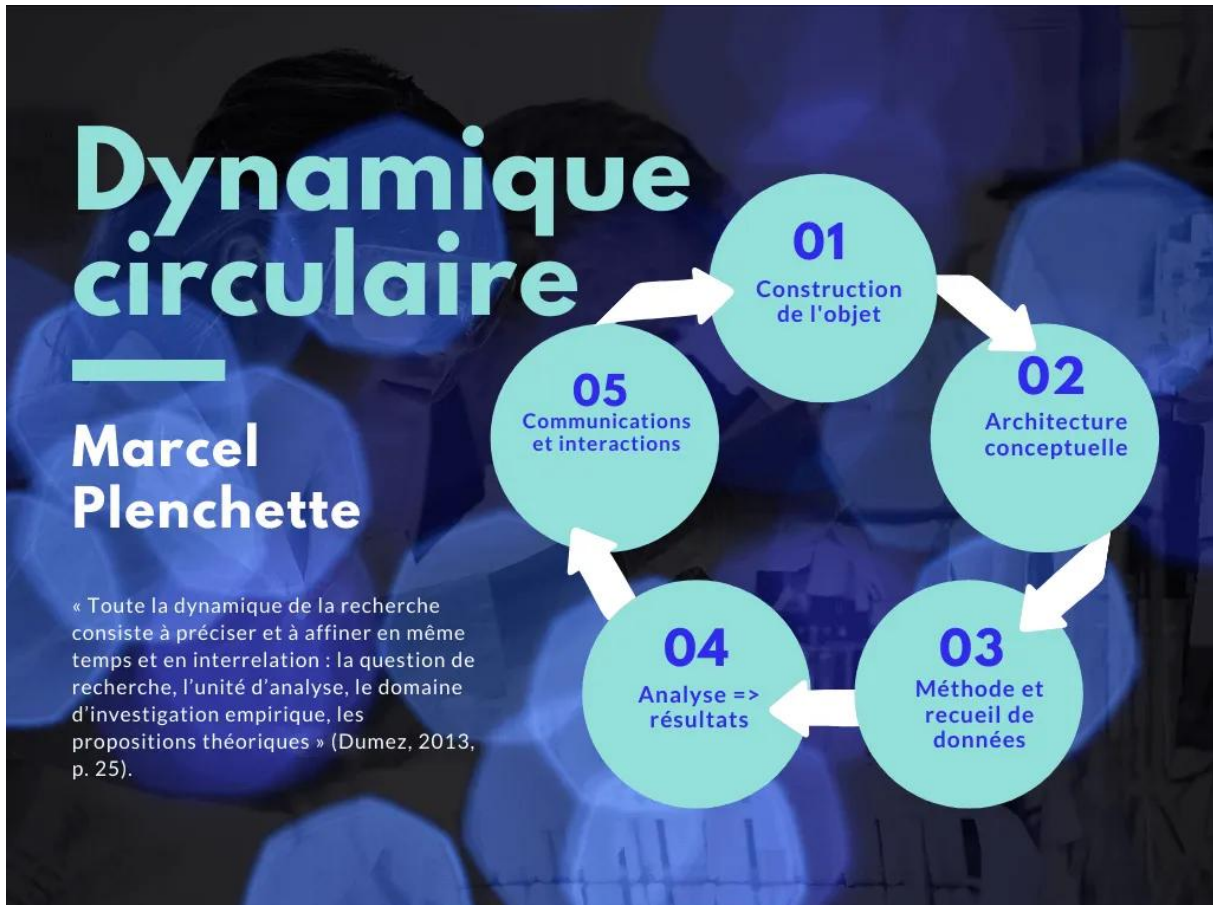 Dynamique
circulaire
Marcel
Plenchette
« Toute la dynamique de la recherche
consiste à préciser et à affiner en même
temps et en interrelation : la question de
recherche, l'unité d'analyse, le domaine
d'investigation empirique, les
propositions théoriques » (Dumez, 2013,
p. 25).
01
Construction
de l'objet
02
Architecture
conceptuelle
03
Méthode et
recueil de
données
04
Analyse =>
résultats
05
Communications
et interactions